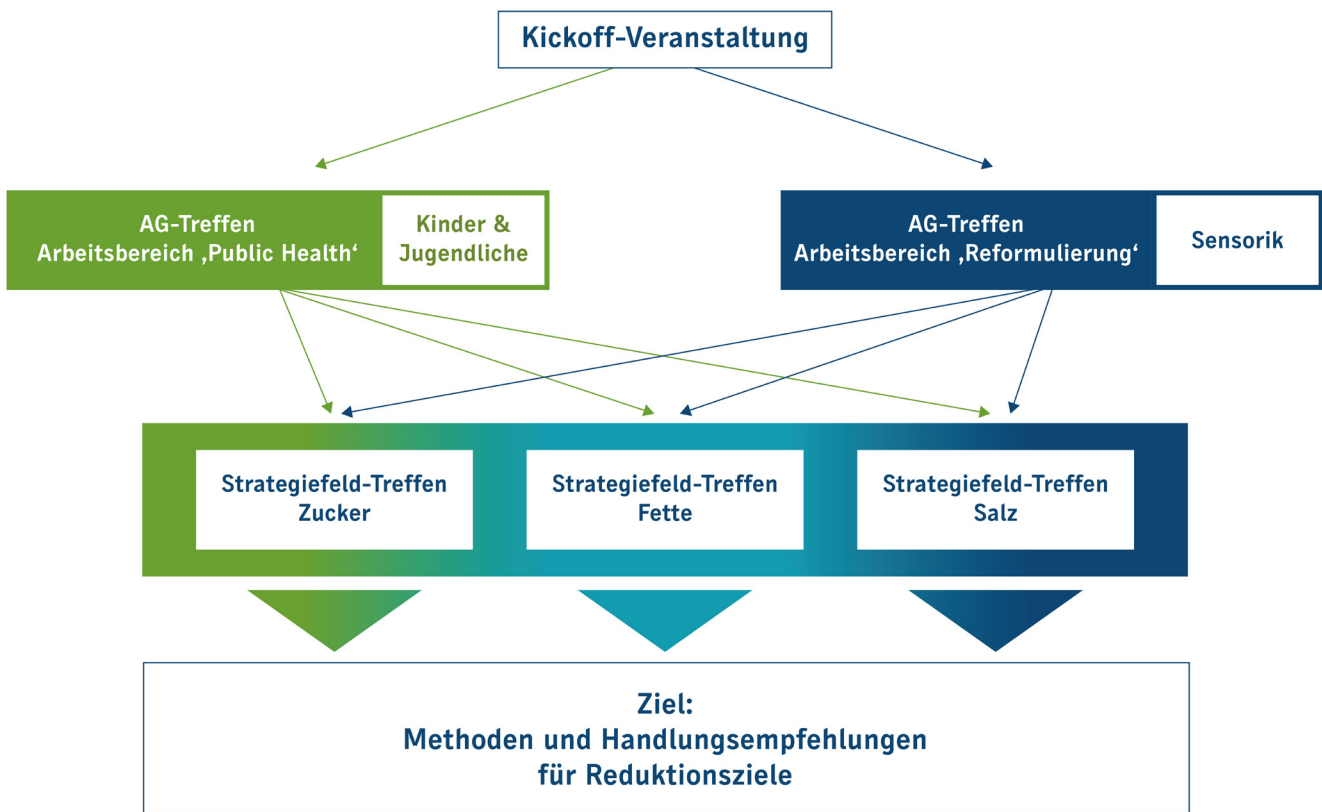 Kickoff-Veranstaltung
AG-Treffen
Arbeitsbereich ‚Public Health‘
Kinder &
Jugendliche
AG-Treffen
Arbeitsbereich ‚Reformulierung‘
Sensorik
Strategiefeld-Treffen
Zucker
Strategiefeld-Treffen
Fette
Strategiefeld-Treffen
Salz
Ziel:
Methoden und Handlungsempfehlungen
für Reduktionsziele